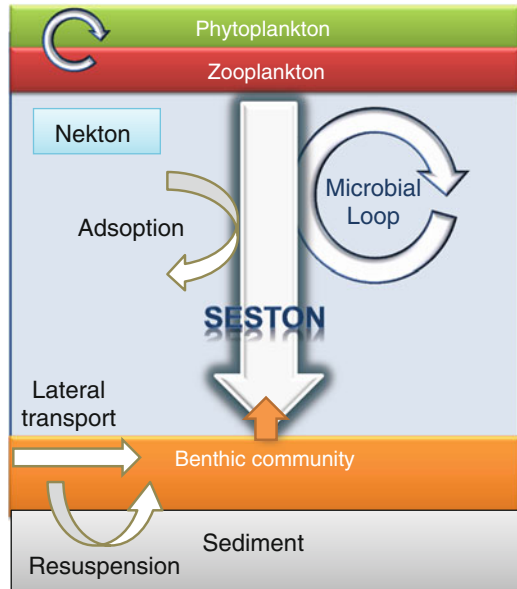 Phytoplankton
Zooplankton
Nekton
Microbial
Loop
Adsoption
SESTON
Lateral
transport
Benthic community
Sediment
Resuspension